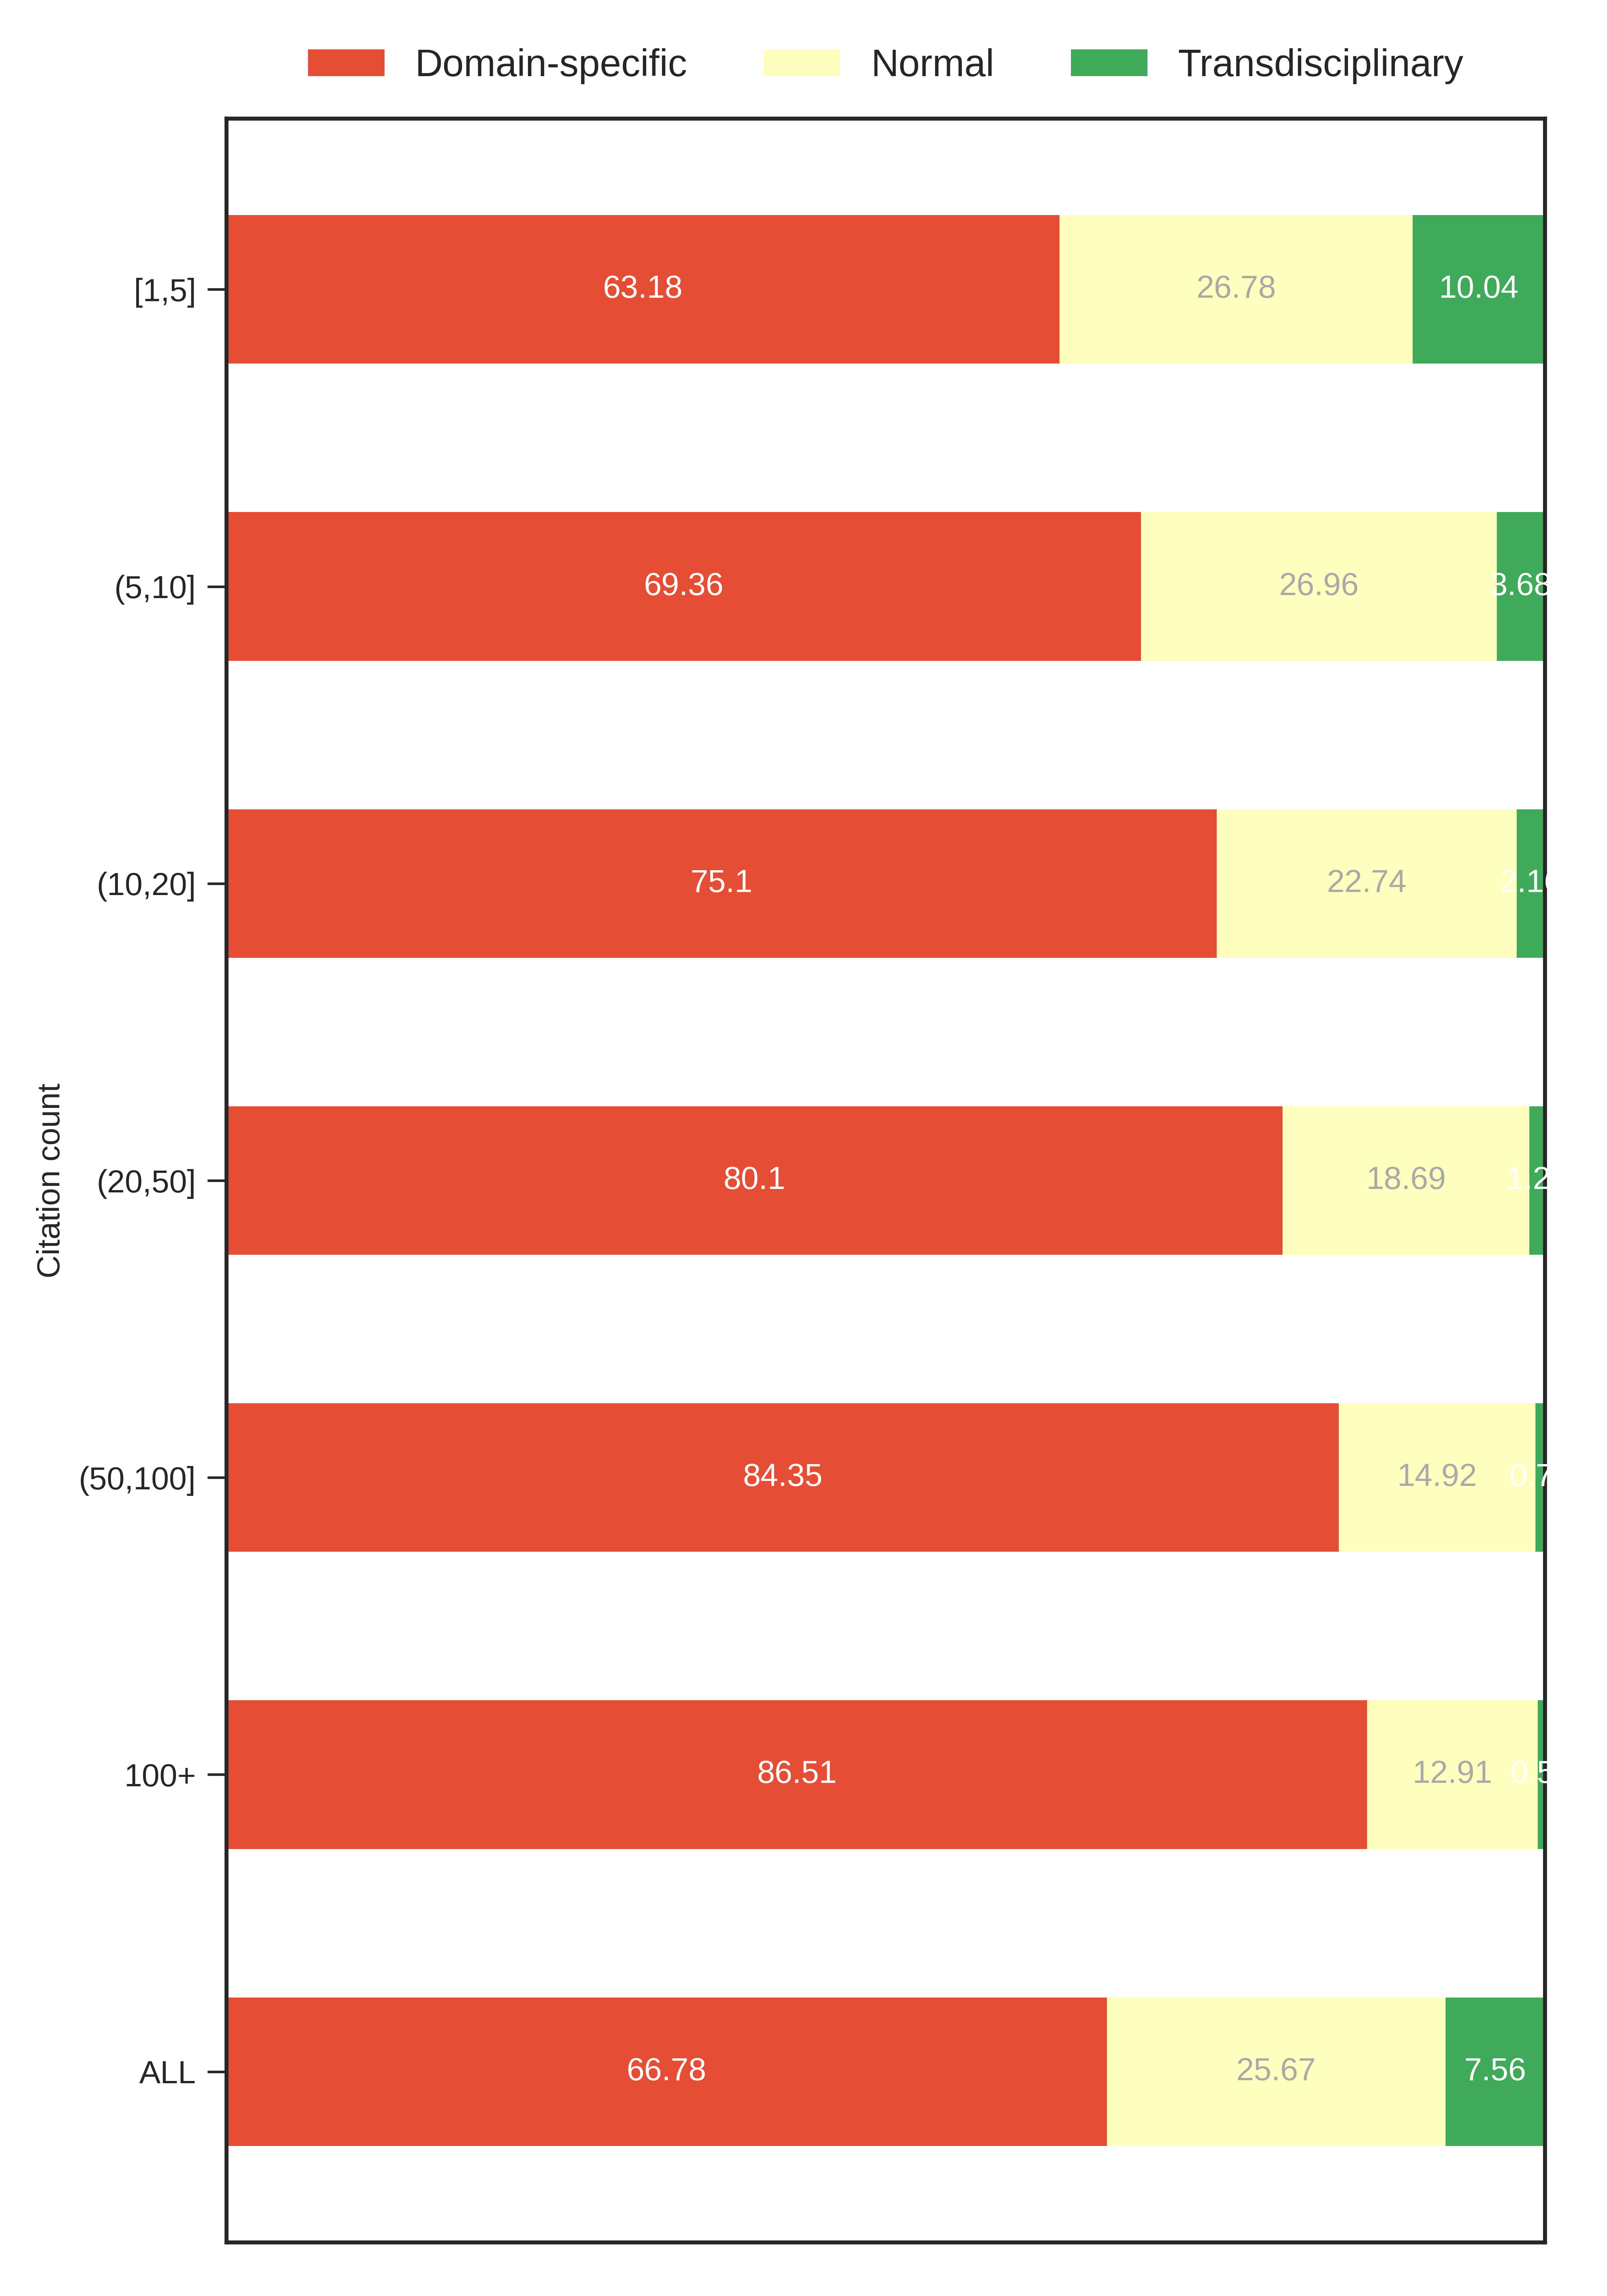 Domain-specific Normal Transdisciplinary
[1,5] 63.18 26.78 10.04
(5,10] 69.36 26.96 3.68
(10,20] 75.1 22.74
(20,50] 80.1 18.69
(50,100] 84.35 14.92
100+ 86.51 12.91
ALL 66.78 25.67 7.56
Citation count